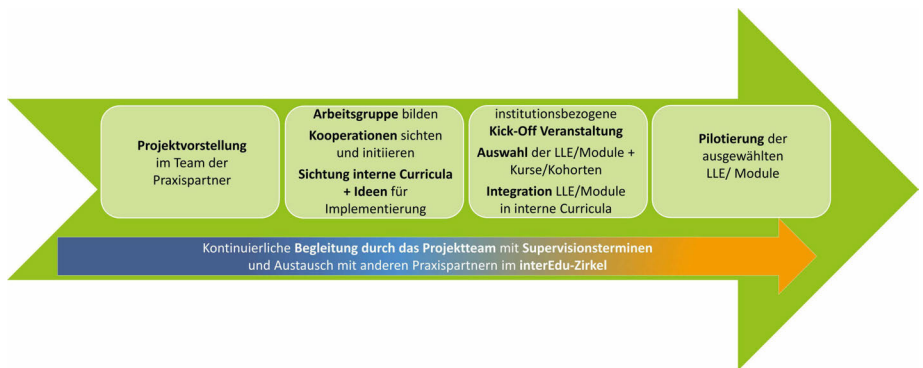 Projektvorstellung
im Team der
Praxispartner
Arbeitsgruppe bilden
Kooperationen sichten
und initiieren
Sichtung interne Curricula
+ Ideen für
Implementierung
institutionsbezogene
Kick-Off Veranstaltung
Auswahl der LLE/Module +
Kurse/Kohorten
Integration LLE/Module
in interne Curricula
Pilotierung der
ausgewählten
LLE/ Module
Kontinuierliche Begleitung durch das Projektteam mit Supervisionsterminen
und Austausch mit anderen Praxispartnern im interEdu-Zirkel